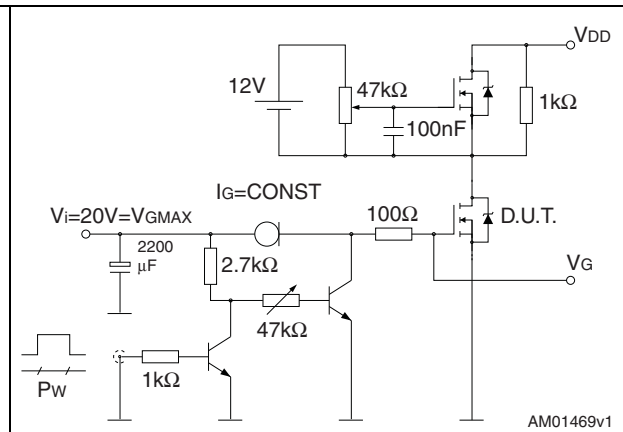 VDD
12V
47kΩ
1kΩ
100nF
IG=CONST
Vi=20V=VGMAX
100Ω
D.U.T.
2200
μF
2.7kΩ
VG
47kΩ
1kΩ
PW
AM01469v1